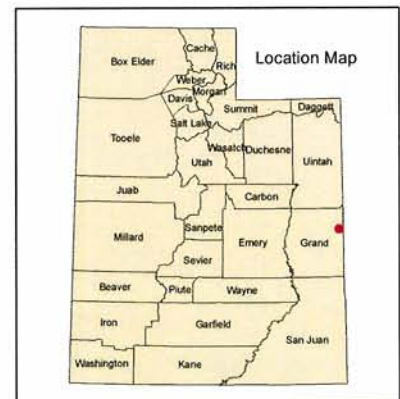 Location Map
Cache
Box Elder
Rich
Weber
Morgan
Davis
Summit
Daggett
Salt Lake
Tooele
Wasatch
Duchesne
Uintah
Utah
Juab
Carbon
Sanpete
Millard
Emery
Grand
Sevier
Beaver
Piute
Wayne
Iron
Garfield
San Juan
Washington
Kane